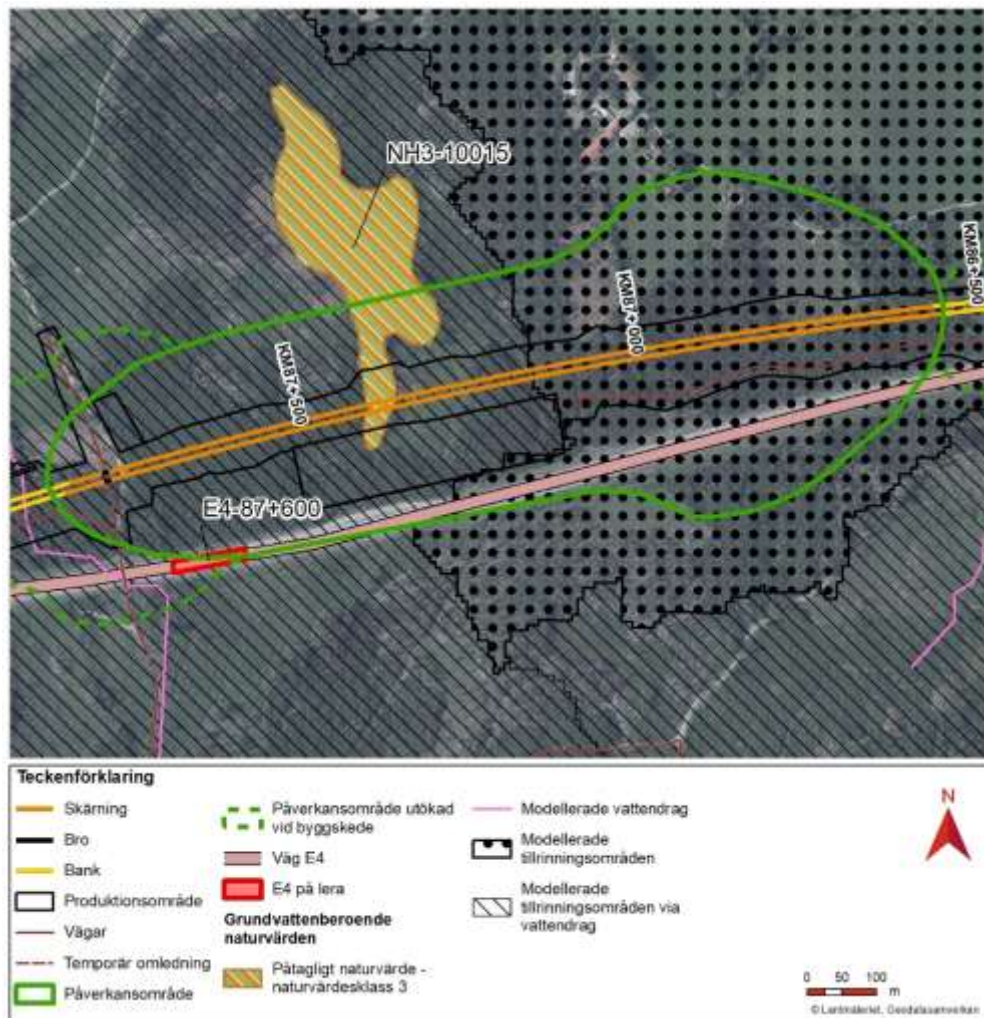 NH3-10015
KM86+500
KM87+000
KM87+500
E4-87+600
Teckenförklaring
Skärning
Bro
Bank
Produktionsområde
Vägar
Temporär omledning
Påverkansområde
Påverkansområde utökad
vid byggskede
Väg E4
E4 på lera
Grundvattenberoende
naturvärden
Påtagligt naturvärde -
naturvärdesklass 3
Modellerade vattendrag
Modellerade
tillrinningsområden
Modellerade
tillrinningsområden via
vattendrag
N
0 50 100
m
© Lantmäteriet, Geodatasamverkan